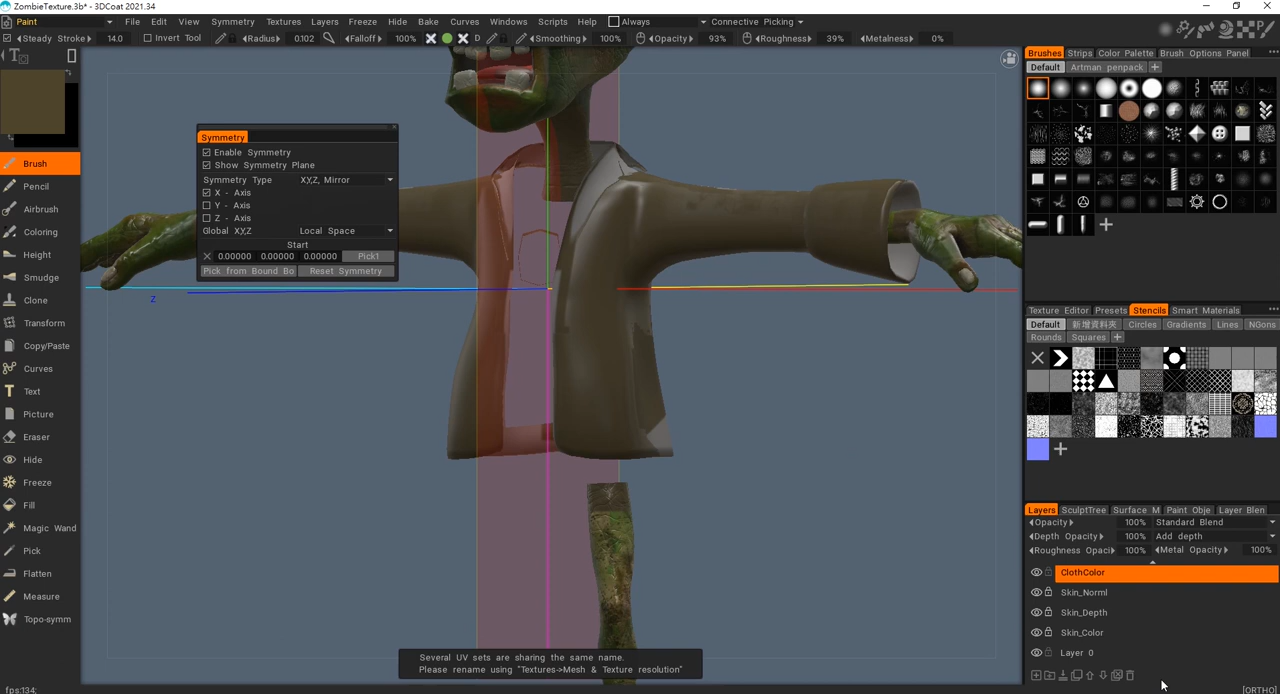 ZombieTexture.3b* - 3DCoat 2021.34
Paint File Edit View Symmetry Textures Layers Freeze Hide Bake Curves Windows Scripts Help Always Connective Picking
Steady Stroke 14.0 Invert Tool Radius 0.102 Falloff 100% D Smoothing 100% Opacity 93% Roughness 39% Metalness 0%
Brush
Pencil
Airbrush
Coloring
Height
Smudge
Clone
Transform
Copy/Paste
Curves
Text
Picture
Eraser
Hide
Freeze
Fill
Magic Wand
Pick
Flatten
Measure
Topo-symm
fps:134;
Symmetry
Enable Symmetry
Show Symmetry Plane
Symmetry Type X,Y,Z, Mirror
X - Axis
Y - Axis
Z - Axis
Global X,Y,Z Local Space
Start
0.00000 0.00000 0.00000 Pick1
Pick from Bound Bo Reset Symmetry
Z
Several UV sets are sharing the same name.
Please rename using "Textures->Mesh & Texture resolution"
Brushes Strips Color Palette Brush Options Panel
Default Artman penpack
Texture Editor Presets Stencils Smart Materials
Default 新增資料夾 Circles Gradients Lines NGons
Rounds Squares
Layers SculptTree Surface M Paint Obje Layer Blen
Opacity 100% Standard Blend
Depth Opacity 100% Add depth
Roughness Opaci 100% Metal Opacity 100%
ClothColor
Skin_Norml
Skin_Depth
Skin_Color
Layer 0
[ORTHO]